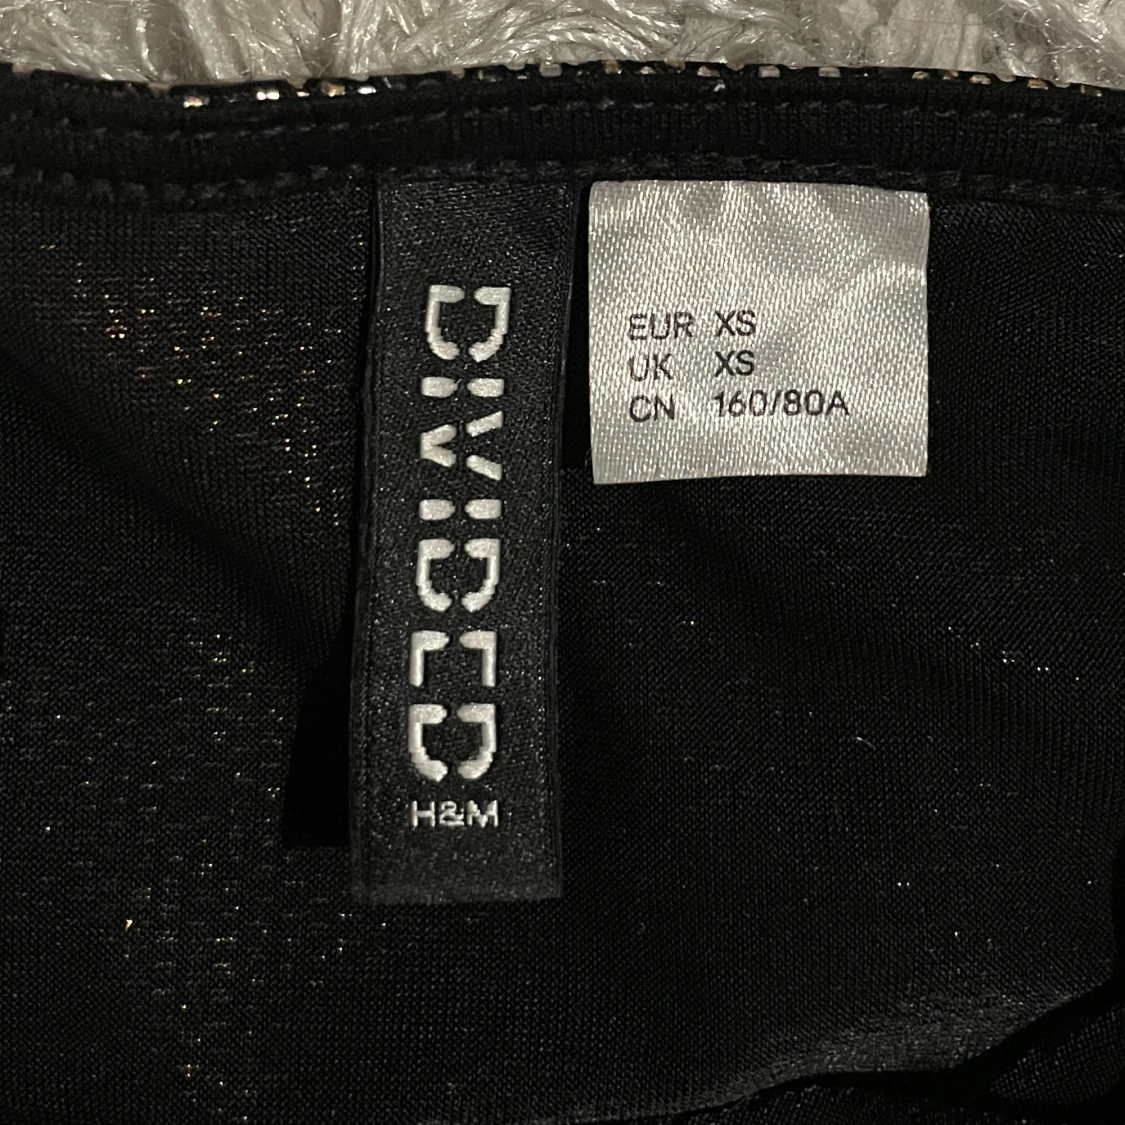 DIVIDED
H&M
EUR XS
UK XS
CN 160/80A